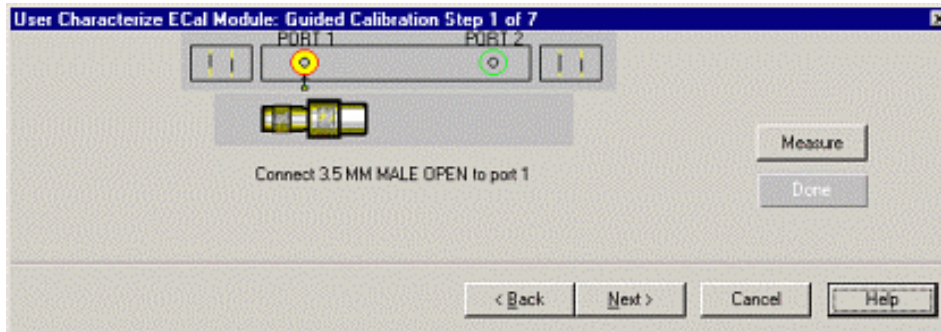 User Characterize ECal Module: Guided Calibration Step 1 of 7
PORT 1 PORT 2
Connect 3.5 MM MALE OPEN to port 1
Measure
Done
< Back Next > Cancel Help